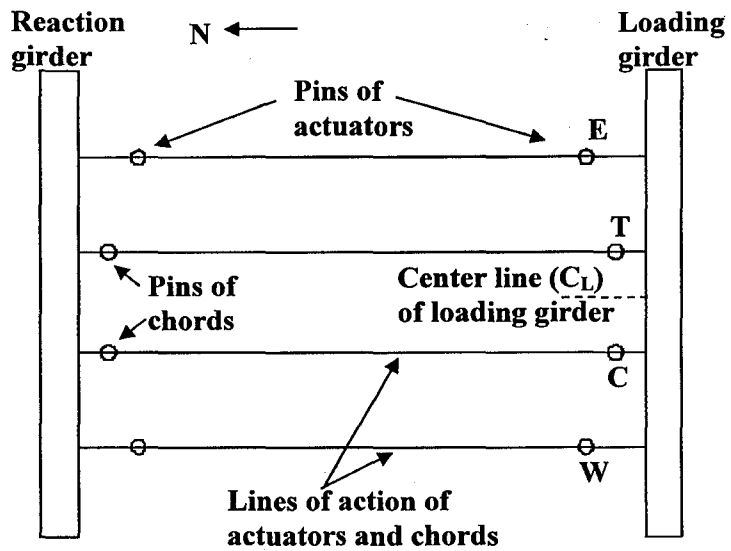 Reaction
girder
N
Loading
girder
Pins of
actuators
E
T
Pins of
chords
Center line (CL)
of loading girder
C
W
Lines of action of
actuators and chords